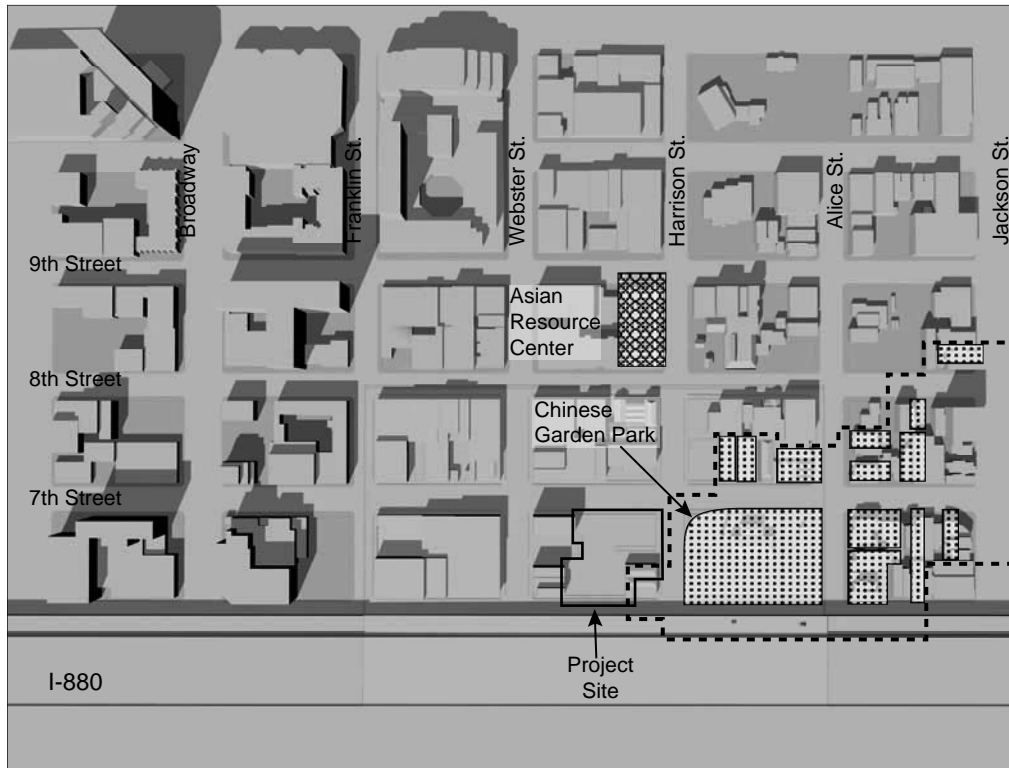 Broadway
Franklin St.
Webster St.
Harrison St.
Alice St.
Jackson St.
9th Street
Asian
Resource
Center
8th Street
Chinese
Garden Park
7th Street
Project
Site
I-880